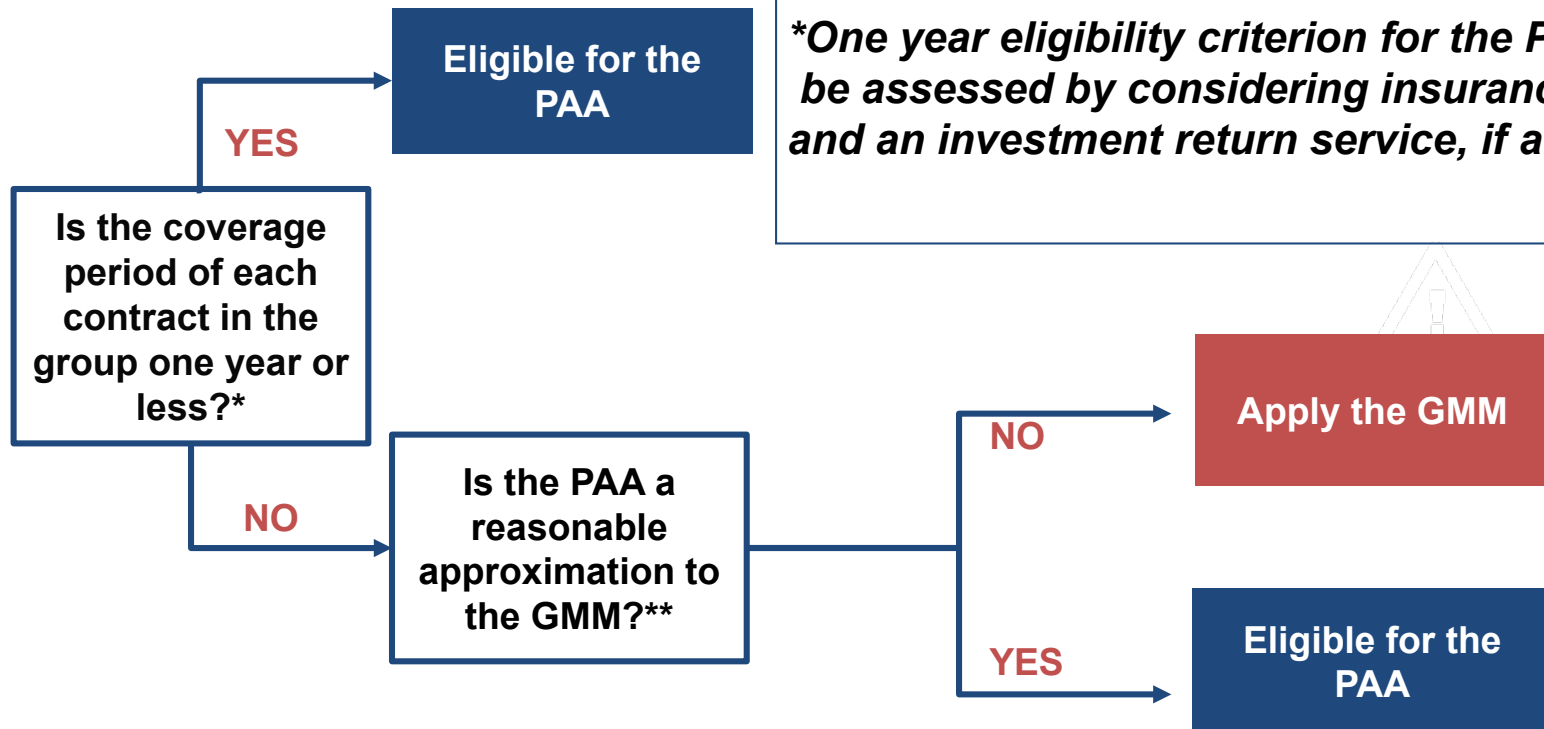 Eligible for the
PAA
*One year eligibility criterion for the
be assessed by considering
and an investment return service, if
YES
Is the coverage
period of each
contract in the
group one year or
less?*
NO
Is the PAA a
reasonable
approximation to
the GMM?**
NO
Apply the GMM
YES
Eligible for the
PAA